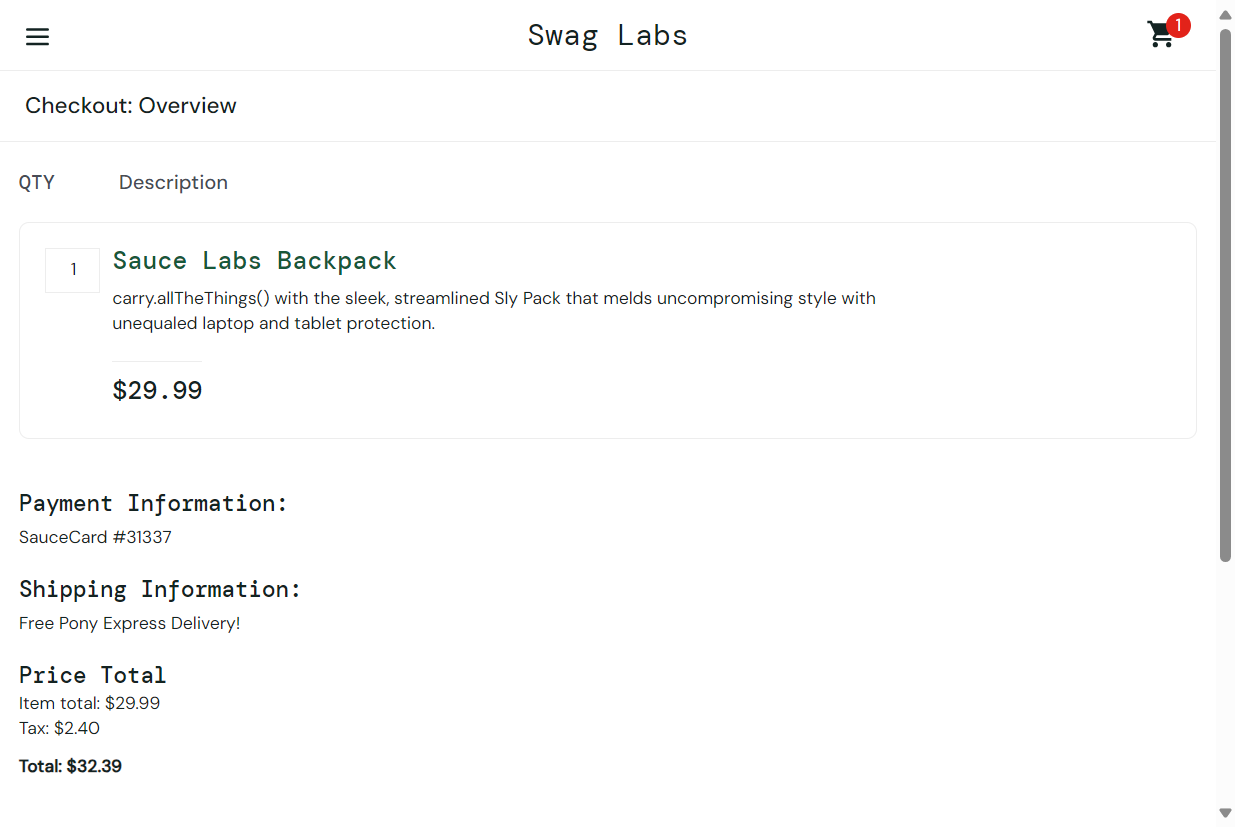 Swag Labs
1
Checkout: Overview
QTY Description
1
Sauce Labs Backpack
carry.allTheThings() with the sleek, streamlined Sly Pack that melds uncompromising style with
unequaled laptop and tablet protection.
$29.99
Payment Information:
SauceCard #31337
Shipping Information:
Free Pony Express Delivery!
Price Total
Item total: $29.99
Tax: $2.40
Total: $32.39